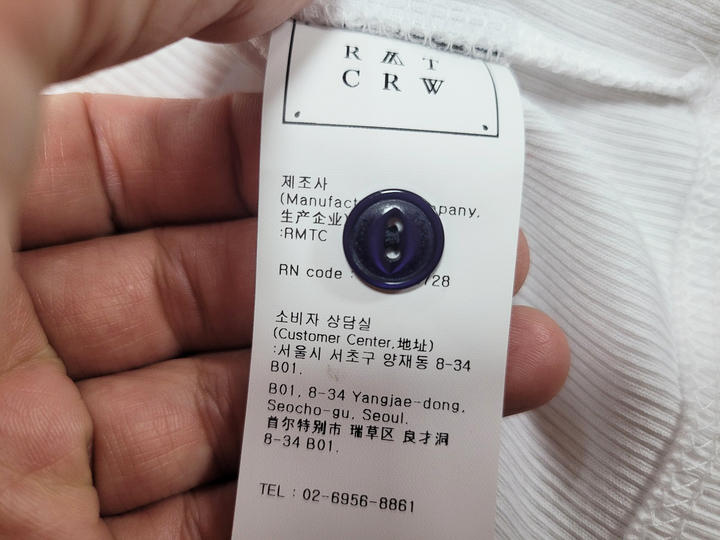 RMT
CRW
제조사
(Manufact pany,
生产企业)
:RMTC
RN code : 728
소비자 상담실
(Customer Center,地址)
:서울시 서초구 양재동 8-34
B01.
B01, 8-34 Yangjae-dong,
Seocho-gu, Seoul.
首尔特别市 瑞草区 良才洞
8-34 B01.
TEL : 02-6956-8861